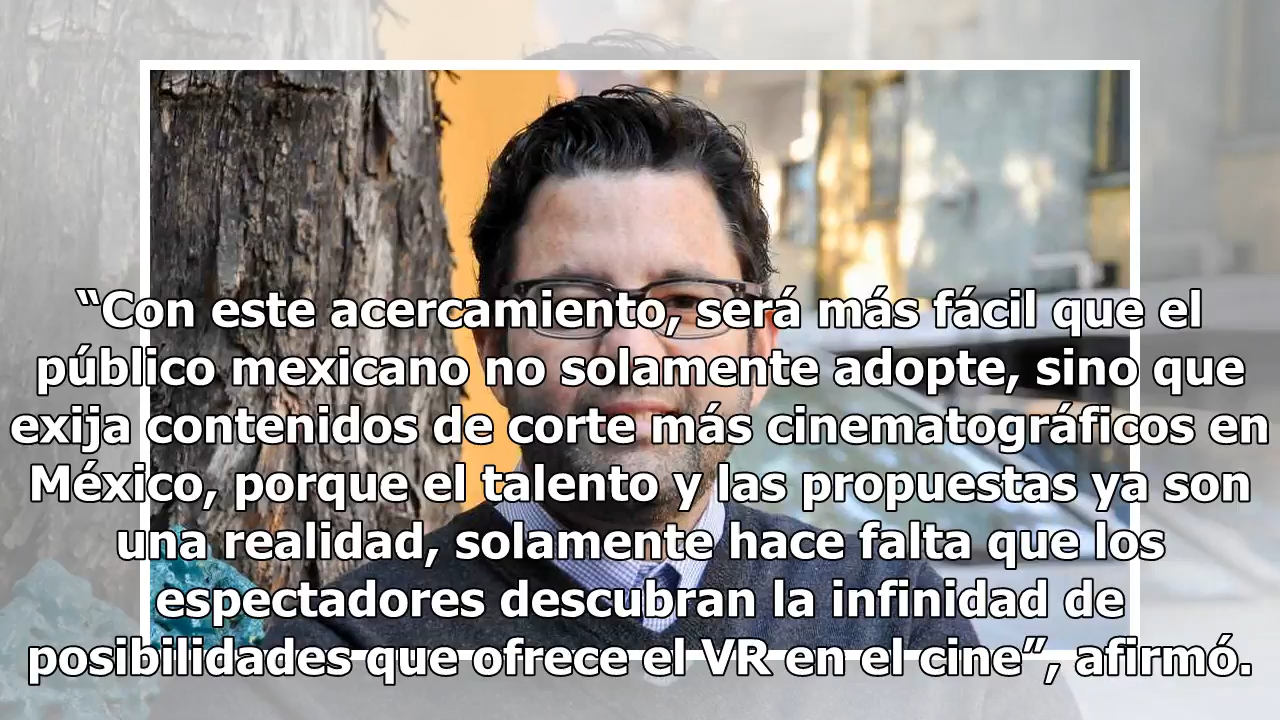 “Con este acercamiento, será más fácil que el
público mexicano no solamente adopte, sino que
exija contenidos de corte más cinematográficos en
México, porque el talento y las propuestas ya son
una realidad, solamente hace falta que los
espectadores descubran la infinidad de
posibilidades que ofrece el VR en el cine”, afirmó.